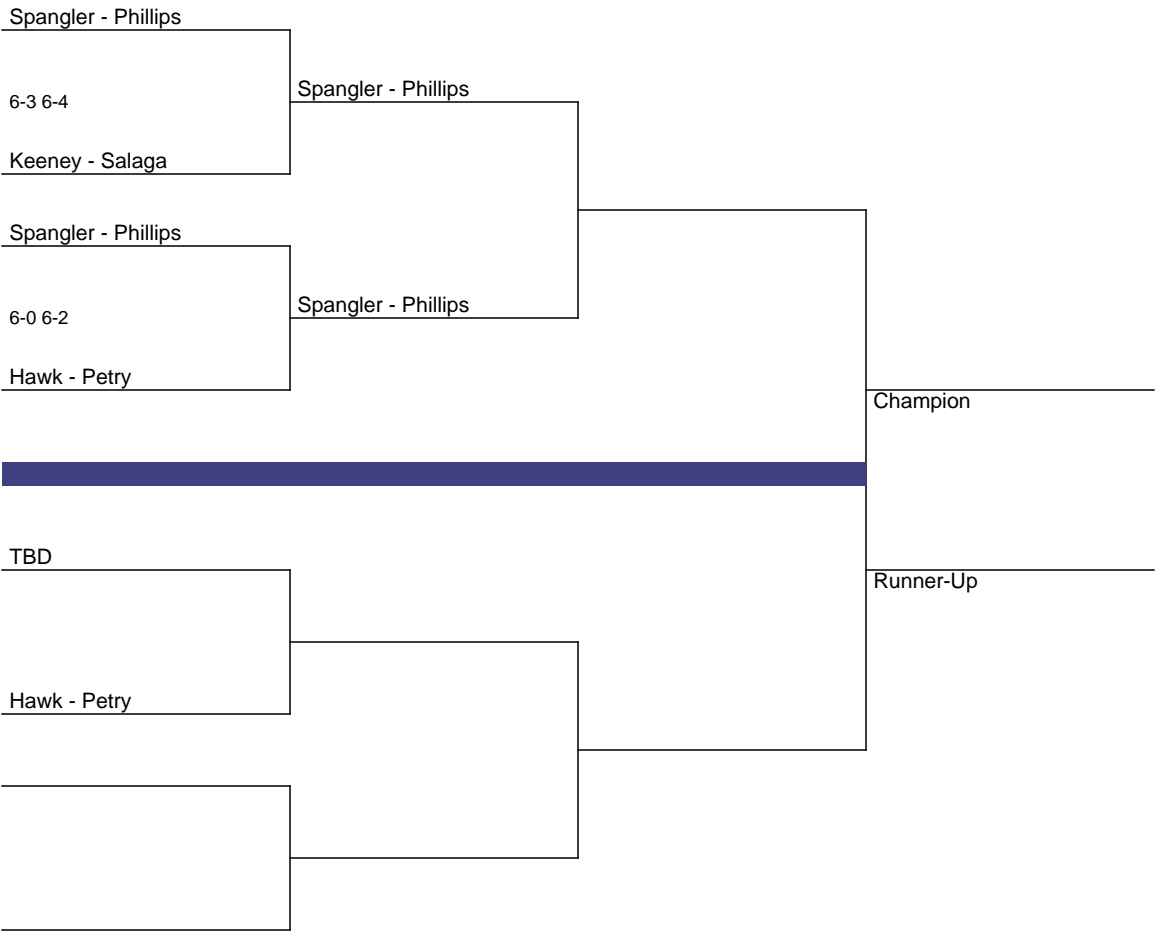 Spangler - Phillips
Spangler - Phillips
6-3 6-4
Keeney - Salaga
Spangler - Phillips
Spangler - Phillips
6-0 6-2
Hawk - Petry
Champion
TBD
Runner-Up
Hawk - Petry